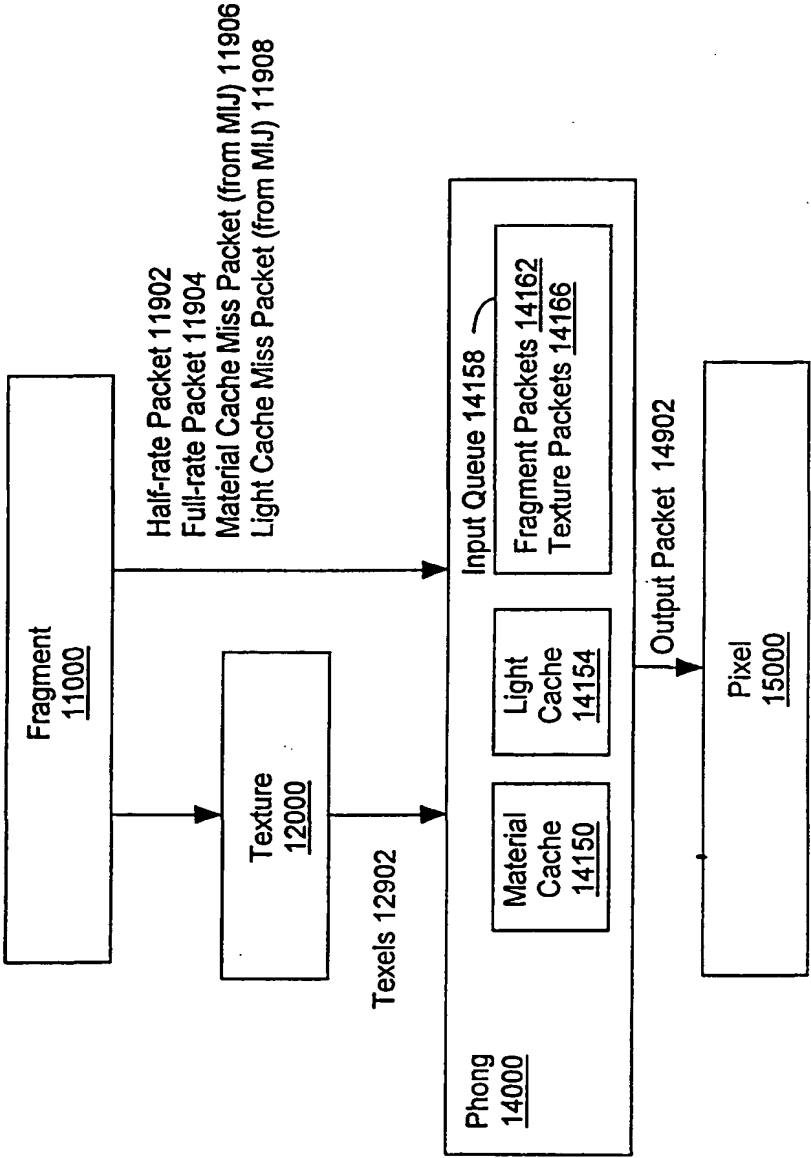 Fragment
11000
Half-rate Packet 11902
Full-rate Packet 11904
Material Cache Miss Packet (from MIJ) 11906
Light Cache Miss Packet (from MIJ) 11908
Texture
12000
Texels 12902
Phong
14000
Material
Cache
14150
Light
Cache
14154
Input Queue 14158
Fragment Packets 14162
Texture Packets 14166
Output Packet 14902
Pixel
15000